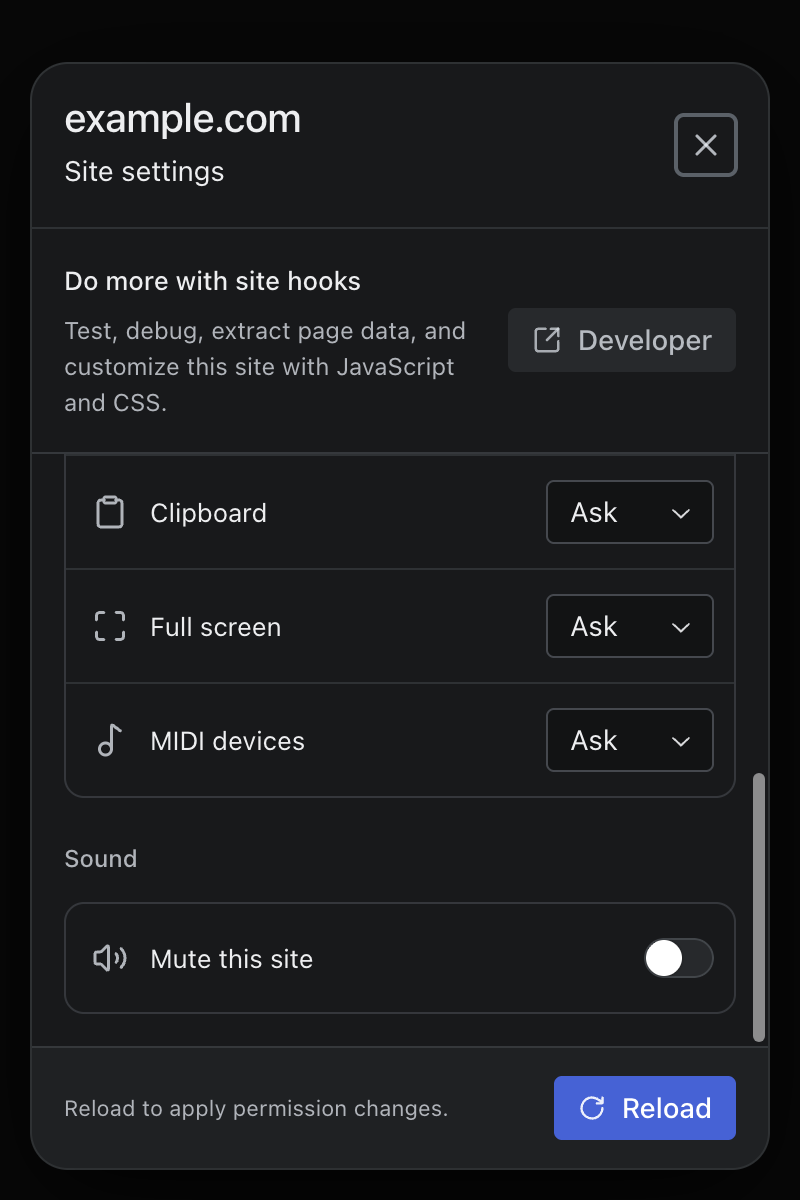 example.com
Site settings
Do more with site hooks
Test, debug, extract page data, and
customize this site with JavaScript
and CSS.
Developer
Clipboard
Ask
Full screen
Ask
MIDI devices
Ask
Sound
Mute this site
Reload to apply permission changes.
Reload